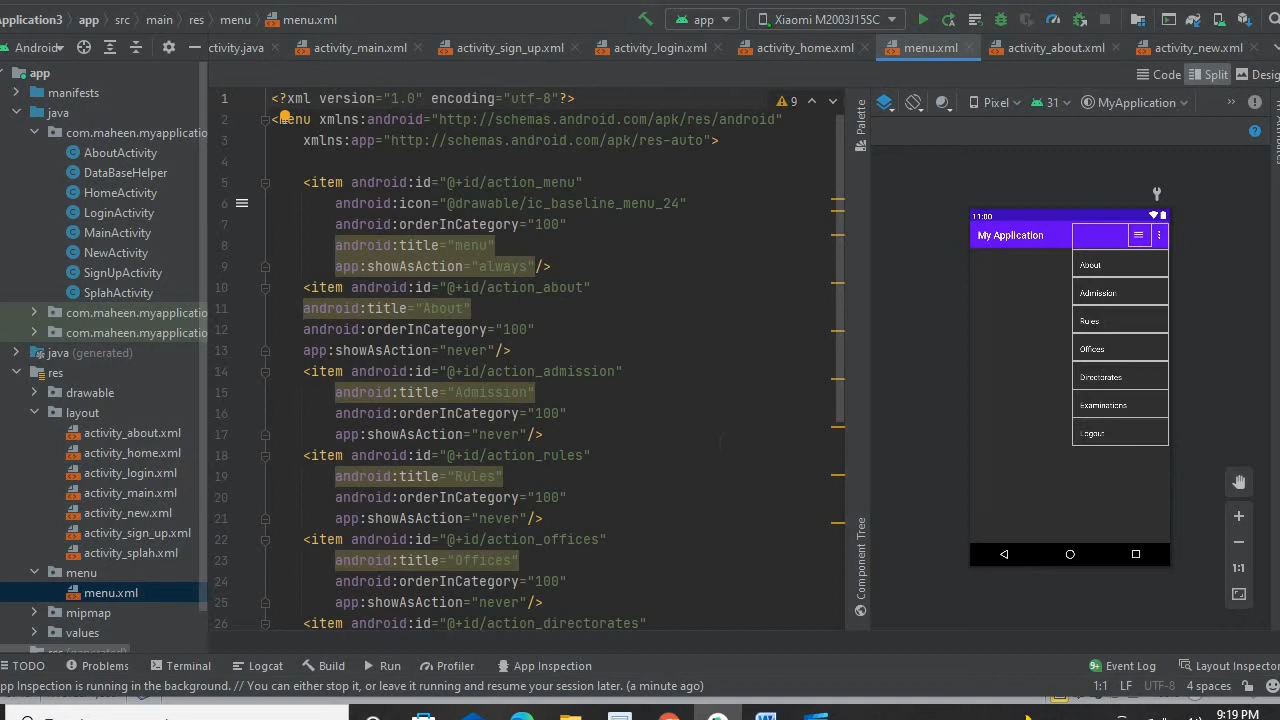 Application3 app src main res menu menu.xml
app Xiaomi M2003J15SC
Android
activity.java activity_main.xml activity_sign_up.xml activity_login.xml activity_home.xml menu.xml activity_about.xml activity_new.xml
Code Split Desig
app
manifests
java
com.maheen.myapplicatio
AboutActivity
DataBaseHelper
HomeActivity
LoginActivity
MainActivity
NewActivity
SignUpActivity
SplahActivity
com.maheen.myapplicatio
com.maheen.myapplicatio
java (generated)
res
drawable
layout
activity_about.xml
activity_home.xml
activity_login.xml
activity_main.xml
activity_new.xml
activity_sign_up.xml
activity_splah.xml
menu
menu.xml
mipmap
values
res (generated)
1 <?xml version="1.0" encoding="utf-8"?>
2 <menu xmlns:android="http://schemas.android.com/apk/res/android"
3 xmlns:app="http://schemas.android.com/apk/res-auto">
4
5 <item android:id="@+id/action_menu"
6 android:icon="@drawable/ic_baseline_menu_24"
7 android:orderInCategory="100"
8 android:title="menu"
9 app:showAsAction="always"/>
10 <item android:id="@+id/action_about"
11 android:title="About"
12 android:orderInCategory="100"
13 app:showAsAction="never"/>
14 <item android:id="@+id/action_admission"
15 android:title="Admission"
16 android:orderInCategory="100"
17 app:showAsAction="never"/>
18 <item android:id="@+id/action_rules"
19 android:title="Rules"
20 android:orderInCategory="100"
21 app:showAsAction="never"/>
22 <item android:id="@+id/action_offices"
23 android:title="Offices"
24 android:orderInCategory="100"
25 app:showAsAction="never"/>
26 <item android:id="@+id/action_directorates"
9
Palette
Component Tree
Pixel 31 MyApplication
11:00
My Application
About
Admission
Rules
Offices
Directorates
Examinations
Logout
1:1
TODO Problems Terminal Logcat Build Run Profiler App Inspection 9+ Event Log Layout Inspector
pp Inspection is running in the background. // You can either stop it, or leave it running and resume your session later. (a minute ago) 1:1 LF UTF-8 4 spaces
9:19 PM